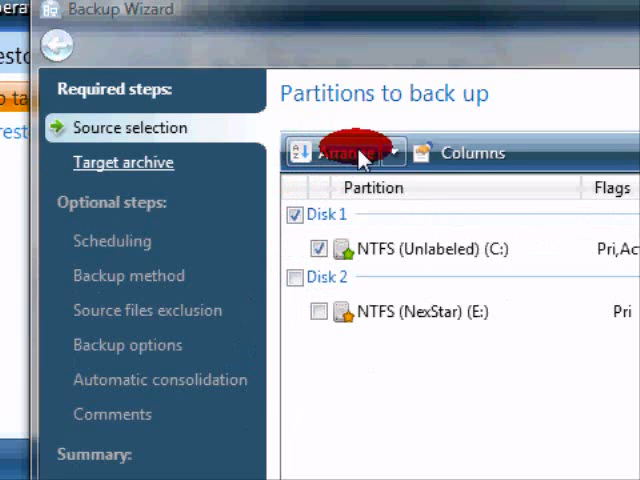 Backup Wizard
Required steps:
Source selection
Target archive
Optional steps:
Scheduling
Backup method
Source files exclusion
Backup options
Automatic consolidation
Comments
Summary:
Partitions to back up
Arrange
Columns
Partition Flags
Disk 1
NTFS (Unlabeled) (C:) Pri,Ac
Disk 2
NTFS (NexStar) (E:) Pri